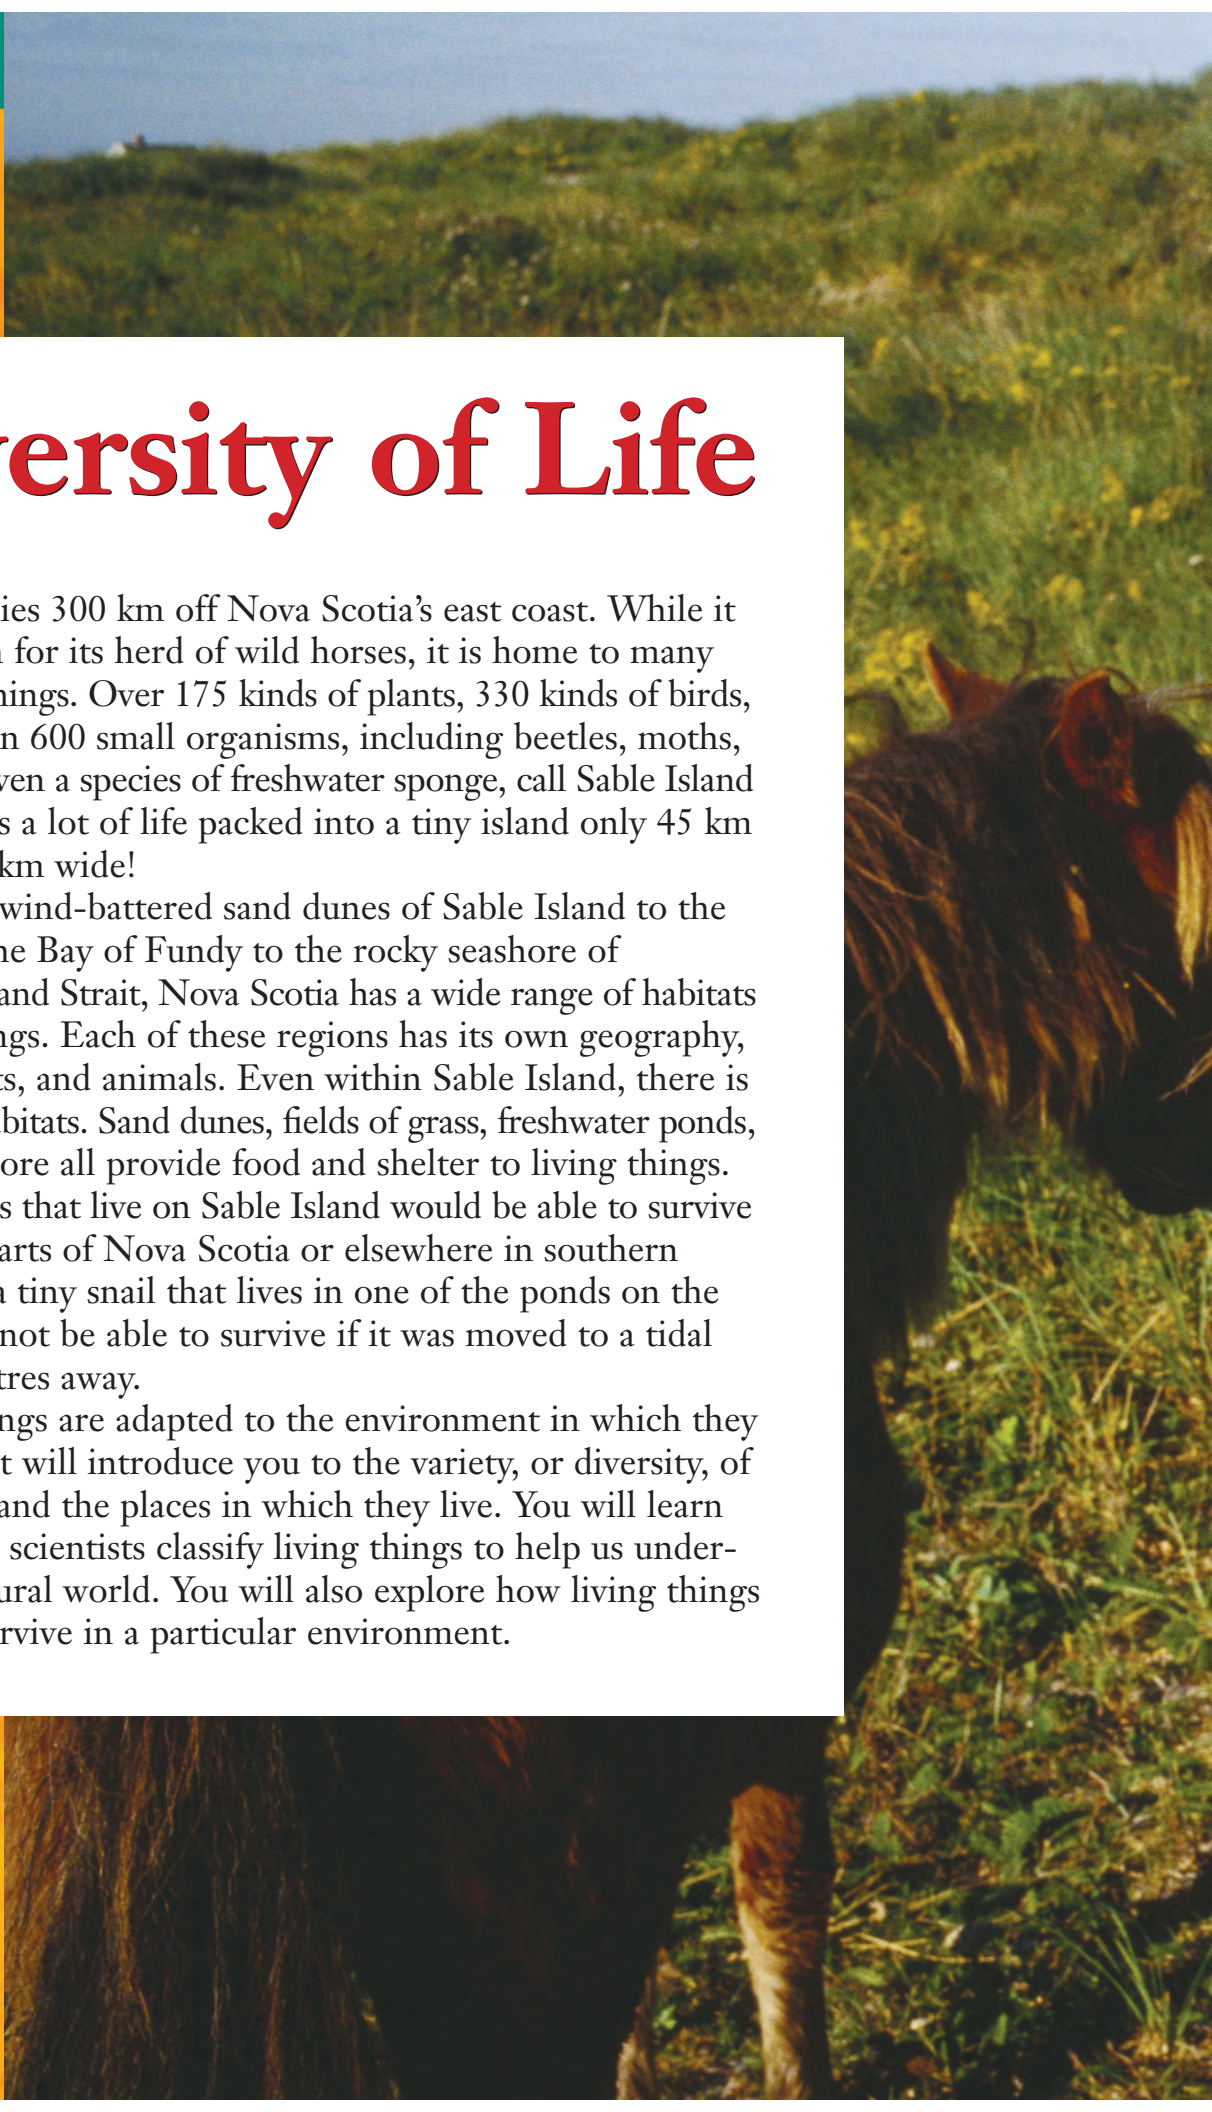 ersity of Life
ies 300 km off Nova Scotia's east coast. While it
for its herd of wild horses, it is home to many
ings. Over 175 kinds of plants, 330 kinds of birds,
n 600 small organisms, including beetles, moths,
ven a species of freshwater sponge, call Sable Island
s a lot of life packed into a tiny island only 45 km
km wide!
wind-battered sand dunes of Sable Island to the
ne Bay of Fundy to the rocky seashore of
and Strait, Nova Scotia has a wide range of habitats
ngs. Each of these regions has its own geography,
ts, and animals. Even within Sable Island, there is
bitats. Sand dunes, fields of grass, freshwater ponds,
ore all provide food and shelter to living things.
s that live on Sable Island would be able to survive
arts of Nova Scotia or elsewhere in southern
a tiny snail that lives in one of the ponds on the
not be able to survive if it was moved to a tidal
tres away.
ngs are adapted to the environment in which they
t will introduce you to the variety, or diversity, of
and the places in which they live. You will learn
scientists classify living things to help us under-
ural world. You will also explore how living things
rvive in a particular environment.